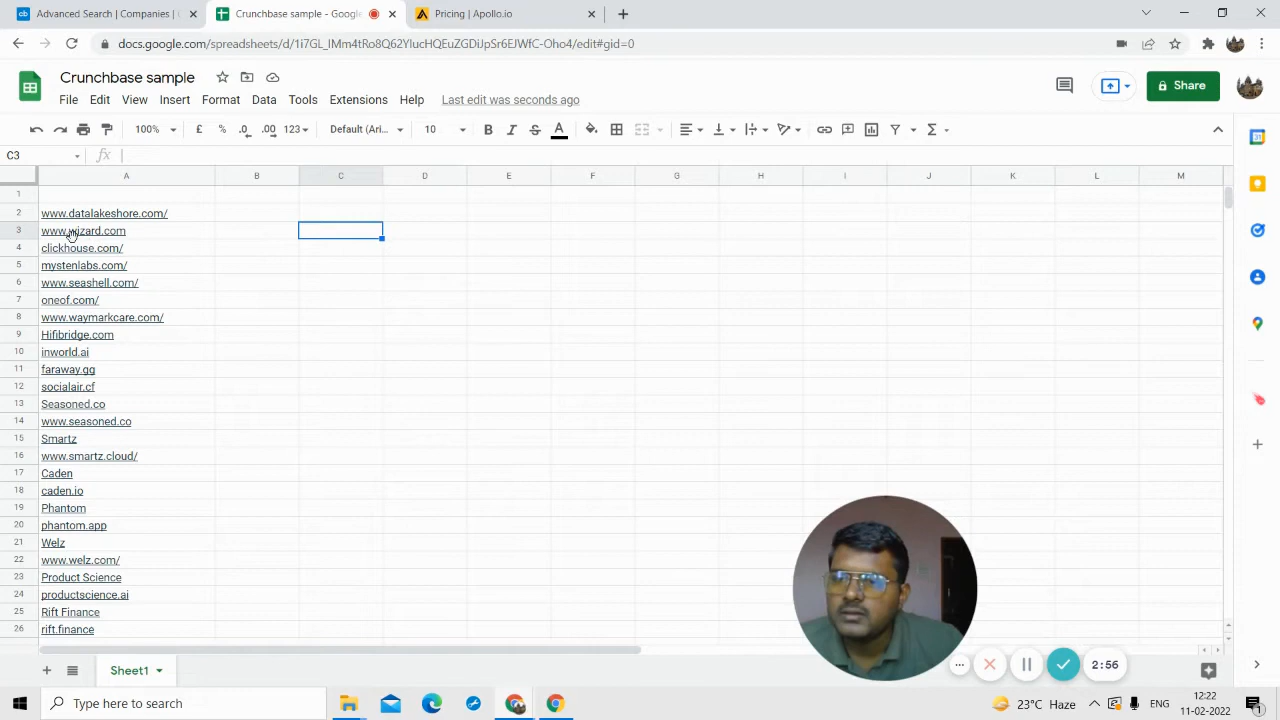 Advanced Search | Companies | C
Crunchbase sample - Google
Pricing | Apollo.io
docs.google.com/spreadsheets/d/1i7GL_IMm4tRo8Q62YlucHQEuZGDiJpSr6EJWfC-Oho4/edit#gid=0
Crunchbase sample
File Edit View Insert Format Data Tools Extensions Help Last edit was seconds ago
Share
100% £ % .0 .00 123 Default (Ari... 10 B I S A Σ
C3 fx
A B C D E F G H I J K L M
1
2 www.datalakeshore.com/
3 www.wizard.com
4 clickhouse.com/
5 mystenlabs.com/
6 www.seashell.com/
7 oneof.com/
8 www.waymarkcare.com/
9 Hifibridge.com
10 inworld.ai
11 faraway.gg
12 socialair.cf
13 Seasoned.co
14 www.seasoned.co
15 Smartz
16 www.smartz.cloud/
17 Caden
18 caden.io
19 Phantom
20 phantom.app
21 Welz
22 www.welz.com/
23 Product Science
24 productscience.ai
25 Rift Finance
26 rift.finance
2:56
Sheet1
Type here to search
23°C Haze ENG
12:22
11-02-2022